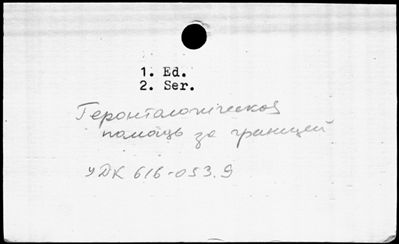 1. Ed.
2. Ser.
Геронтологическая
помощь за границей
УДК 616-053.9